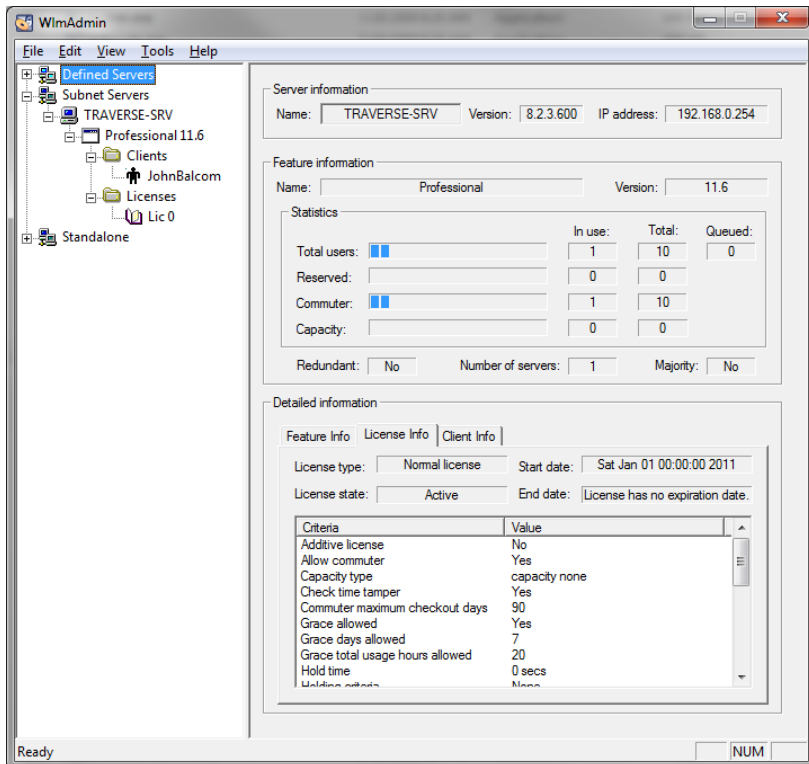 WlmAdmin
File Edit View Tools Help
Defined Servers
Subnet Servers
TRAVERSE-SRV
Professional 11.6
Clients
JohnBalcom
Licenses
Lic 0
Standalone
Server information
Name: TRAVERSE-SRV Version: 8.2.3.600 IP address: 192.168.0.254
Feature information
Name: Professional Version: 11.6
Statistics
In use: Total: Queued:
Total users: 1 10 0
Reserved: 0 0
Commuter: 1 10
Capacity: 0 0
Redundant: No Number of servers: 1 Majority: No
Detailed information
Feature Info License Info Client Info
License type: Normal license Start date: Sat Jan 01 00:00:00 2011
License state: Active End date: License has no expiration date.
Criteria Value
Additive license No
Allow commuter Yes
Capacity type capacity none
Check time tamper Yes
Commuter maximum checkout days 90
Grace allowed Yes
Grace days allowed 7
Grace total usage hours allowed 20
Hold time 0 secs
Holding criteria None
Ready NUM